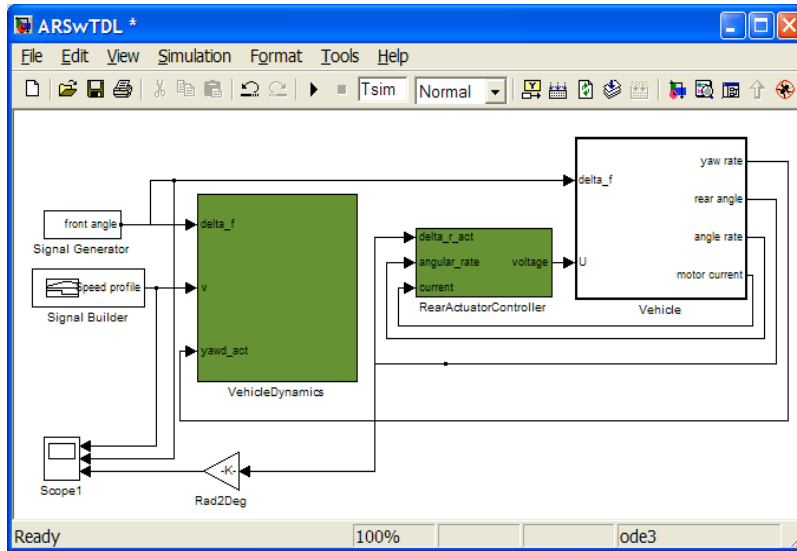 ARSwTDL *
File Edit View Simulation Format Tools Help
Tsim Normal
yaw rate
delta_f
rear angle
front angle
delta_f
delta_r_act
angle rate
Signal Generator
angular_rate voltage
U
motor current
Speed profile
v
current
RearActuatorController
Vehicle
Signal Builder
yawd_act
VehicleDynamics
-K-
Scope1
Rad2Deg
Ready 100% ode3